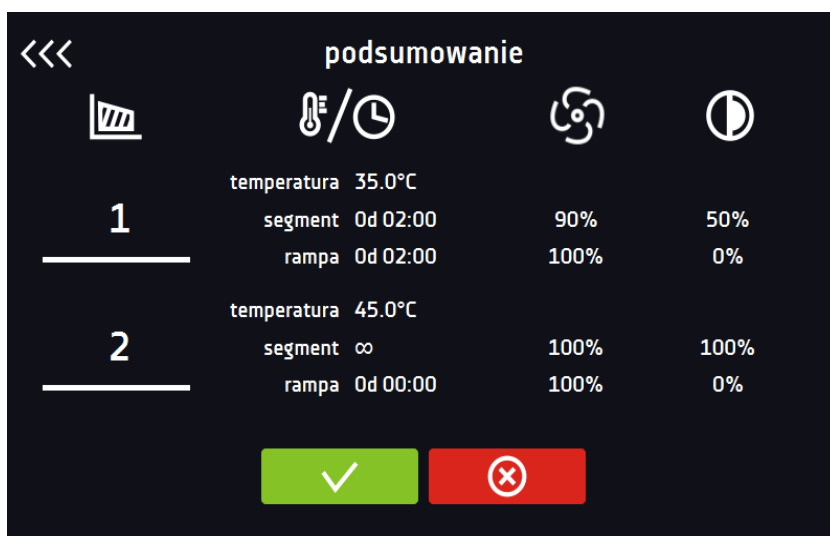 <<< podsumowanie
temperatura 35.0°C
1 segment 0d 02:00 90% 50%
rampa 0d 02:00 100% 0%
temperatura 45.0°C
2 segment ∞ 100% 100%
rampa 0d 00:00 100% 0%